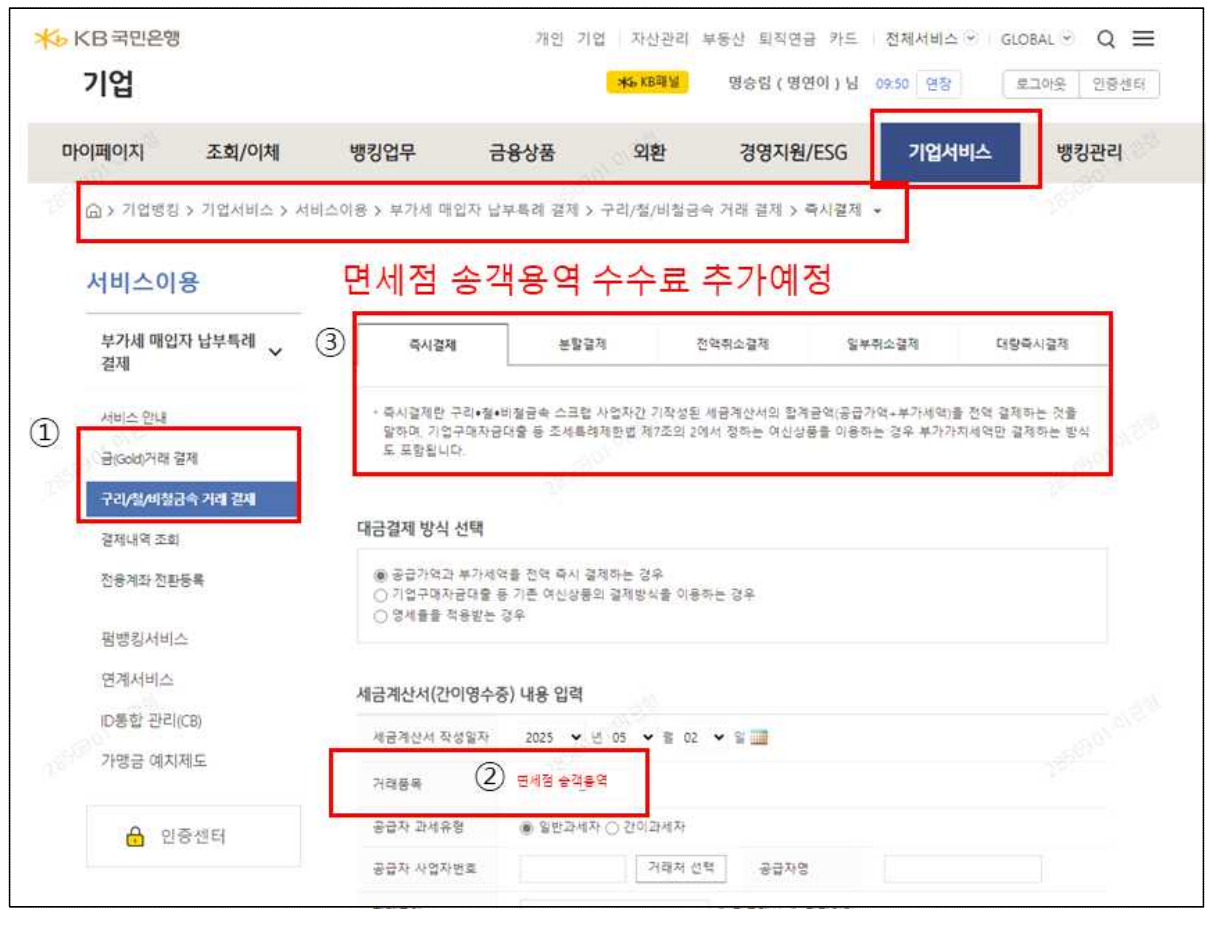 KB 국민은행
개인 기업 자산관리 부동산 퇴직연금 카드 전체서비스 GLOBAL
기업
KB패널 명승림 ( 명연이 ) 님 09:50 연장 로그아웃 인증센터
마이페이지 조회/이체 뱅킹업무 금융상품 외환 경영지원/ESG 기업서비스 뱅킹관리
> 기업뱅킹 > 기업서비스 > 서비스이용 > 부가세 매입자 납부특례 결제 > 구리/철/비철금속 거래 결제 > 즉시결제
서비스이용
면세점 송객용역 수수료 추가예정
부가세 매입자 납부특례
결제
③
즉시결제 분할결제 전액취소결제 일부취소결제 대량즉시결제
서비스 안내
①
금(Gold)거래 결제
구리/철/비철금속 거래 결제
결제내역 조회
전용계좌 전환등록
펌뱅킹서비스
연계서비스
ID통합 관리(CB)
가맹금 예치제도
인증센터
· 즉시결제란 구리•철•비철금속 스크랩 사업자간 기작성된 세금계산서의 합계금액(공급가액+부가세액)을 전액 결제하는 것을
말하며, 기업구매자금대출 등 조세특례제한법 제7조의 2에서 정하는 여신상품을 이용하는 경우 부가가치세액만 결제하는 방식
도 포함됩니다.
대금결제 방식 선택
공급가액과 부가세액을 전액 즉시 결제하는 경우
기업구매자금대출 등 기존 여신상품의 결제방식을 이용하는 경우
영세율을 적용받는 경우
세금계산서(간이영수증) 내용 입력
세금계산서 작성일자 2025 년 05 월 02 일
거래품목 ② 면세점 송객용역
공급자 과세유형 일반과세자 간이과세자
공급자 사업자번호 거래처 선택 공급자명